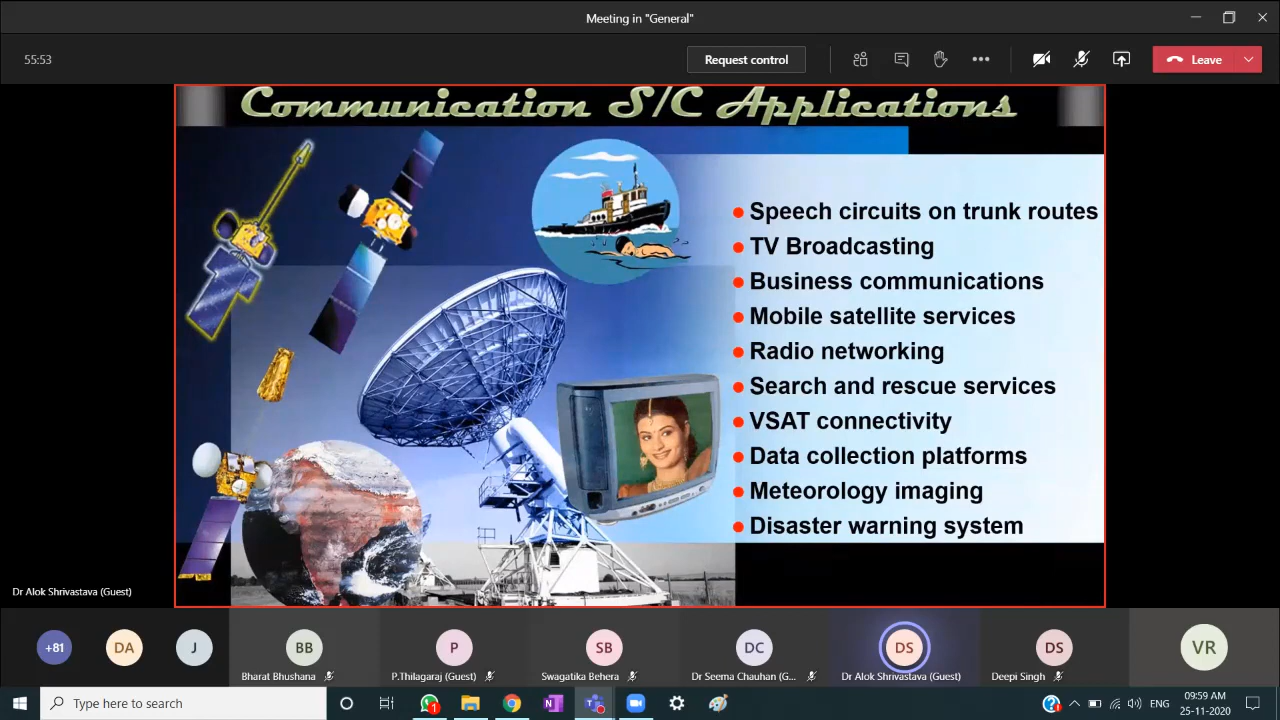 Meeting in "General"
55:53
Request control
Leave
Communication S/C Applications
Speech circuits on trunk routes
TV Broadcasting
Business communications
Mobile satellite services
Radio networking
Search and rescue services
VSAT connectivity
Data collection platforms
Meteorology imaging
Disaster warning system
Dr Alok Shrivastava (Guest)
+81
DA
J
BB
P
SB
DC
DS
DS
VR
Bharat Bhushana
P.Thilagaraj (Guest)
Swagatika Behera
Dr Seema Chauhan (G...
Dr Alok Shrivastava (Guest)
Deepi Singh
Type here to search
1
ENG
09:59 AM
25-11-2020